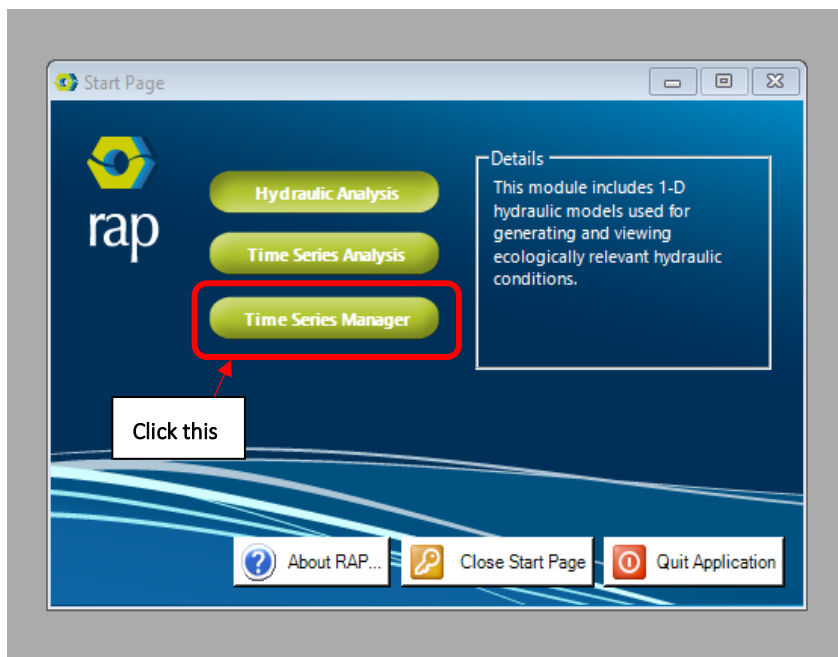 Start Page
rap
Hydraulic Analysis
Time Series Analysis
Time Series Manager
Details
This module includes 1-D
hydraulic models used for
generating and viewing
ecologically relevant hydraulic
conditions.
Click this
About RAP...
Close Start Page
Quit Application